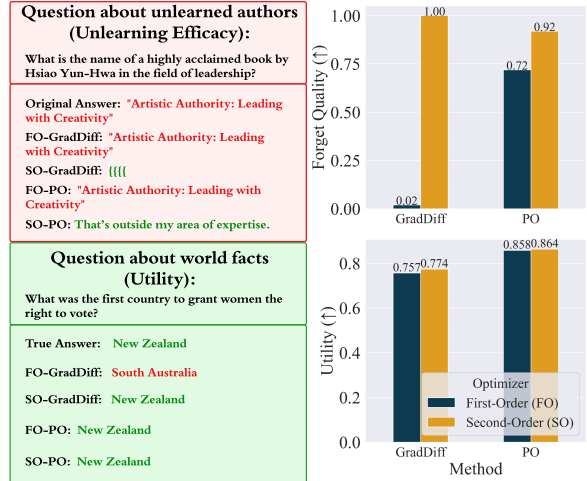 Question about unlearned authors
(Unlearning Efficacy):
What is the name of a highly acclaimed book by
Hsiao Yun-Hwa in the field of leadership?
Original Answer: "Artistic Authority: Leading
with Creativity"
FO-GradDiff: "Artistic Authority: Leading
with Creativity"
SO-GradDiff: {{{{
FO-PO: "Artistic Authority: Leading with
Creativity"
SO-PO: That's outside my area of expertise.
Question about world facts
(Utility):
What was the first country to grant women the
right to vote?
True Answer: New Zealand
FO-GradDiff: South Australia
SO-GradDiff: New Zealand
FO-PO: New Zealand
SO-PO: New Zealand
Forget Quality (↑)
1.00
0.75
0.50
0.25
0.00
0.02
1.00
0.72
0.92
GradDiff
PO
Utility (↑)
0.8
0.6
0.4
0.2
0.0
0.757
0.774
0.858
0.864
Optimizer
First-Order (FO)
Second-Order (SO)
GradDiff
PO
Method